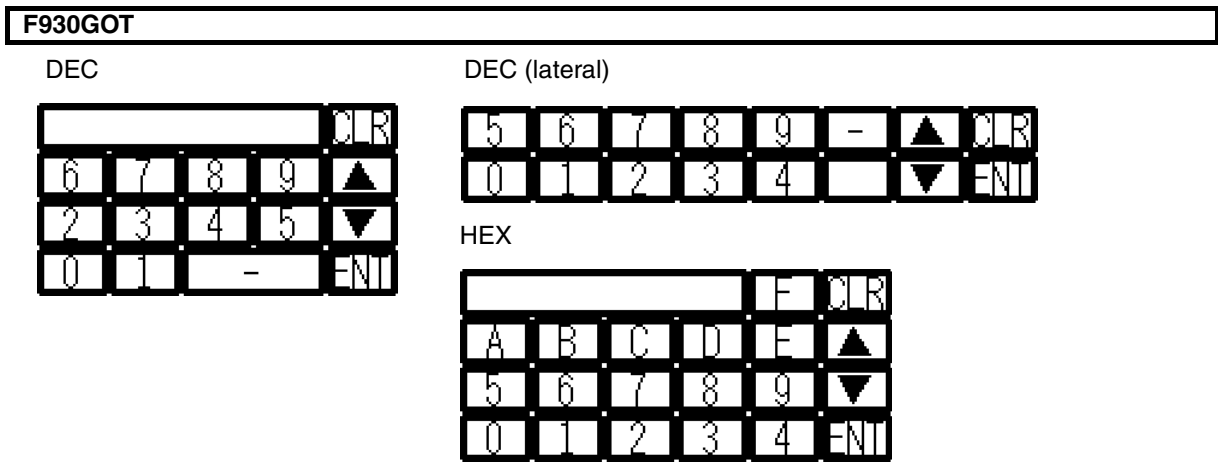 F930GOT
DEC
CLR
6 7 8 9 ▲
2 3 4 5 ▼
0 1 - ENT
DEC (lateral)
5 6 7 8 9 - ▲ CLR
0 1 2 3 4 ▼ ENT
HEX
F CLR
A B C D E ▲
5 6 7 8 9 ▼
0 1 2 3 4 ENT